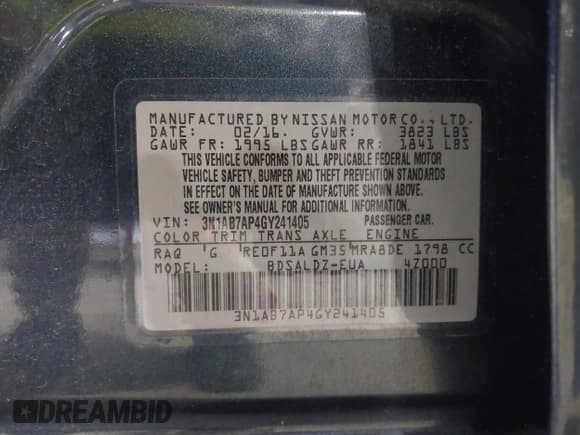 MANUFACTURED BY NISSAN MOTOR CO., LTD.
DATE: 02/16. GVWR: 3823 LBS
GAWR FR: 1995 LBS GAWR RR: 1841 LBS
THIS VEHICLE CONFORMS TO ALL APPLICABLE FEDERAL MOTOR
VEHICLE SAFETY, BUMPER AND THEFT PREVENTION STANDARDS
IN EFFECT ON THE DATE OF MANUFACTURE SHOWN ABOVE.
SEE OWNER'S MANUAL FOR ADDITIONAL INFORMATION.
VIN: 3N1AB7AP4GY241405 PASSENGER CAR.
COLOR TRIM TRANS AXLE ENGINE
RAQ 'G 'RE0F11A GM35 MRA8DE 1798 CC
MODEL: BDSALDZ-EUA 4Z000
3N1AB7AP4GY241405
DREAMBID